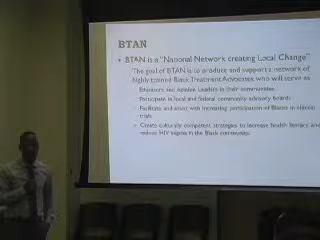 BTAN
BTAN is a "National Network creating Local Change"
The goal of BTAN is to produce and support a network of
highly trained Black Treatment Advocates who will serve as
Educators and opinion Leaders in their communities
Participate in local and federal community advisory boards
Facilitate and assist with increasing participation of Blacks in clinical
trials
Create culturally competent strategies to increase health literacy and
reduce HIV stigma in the Black community